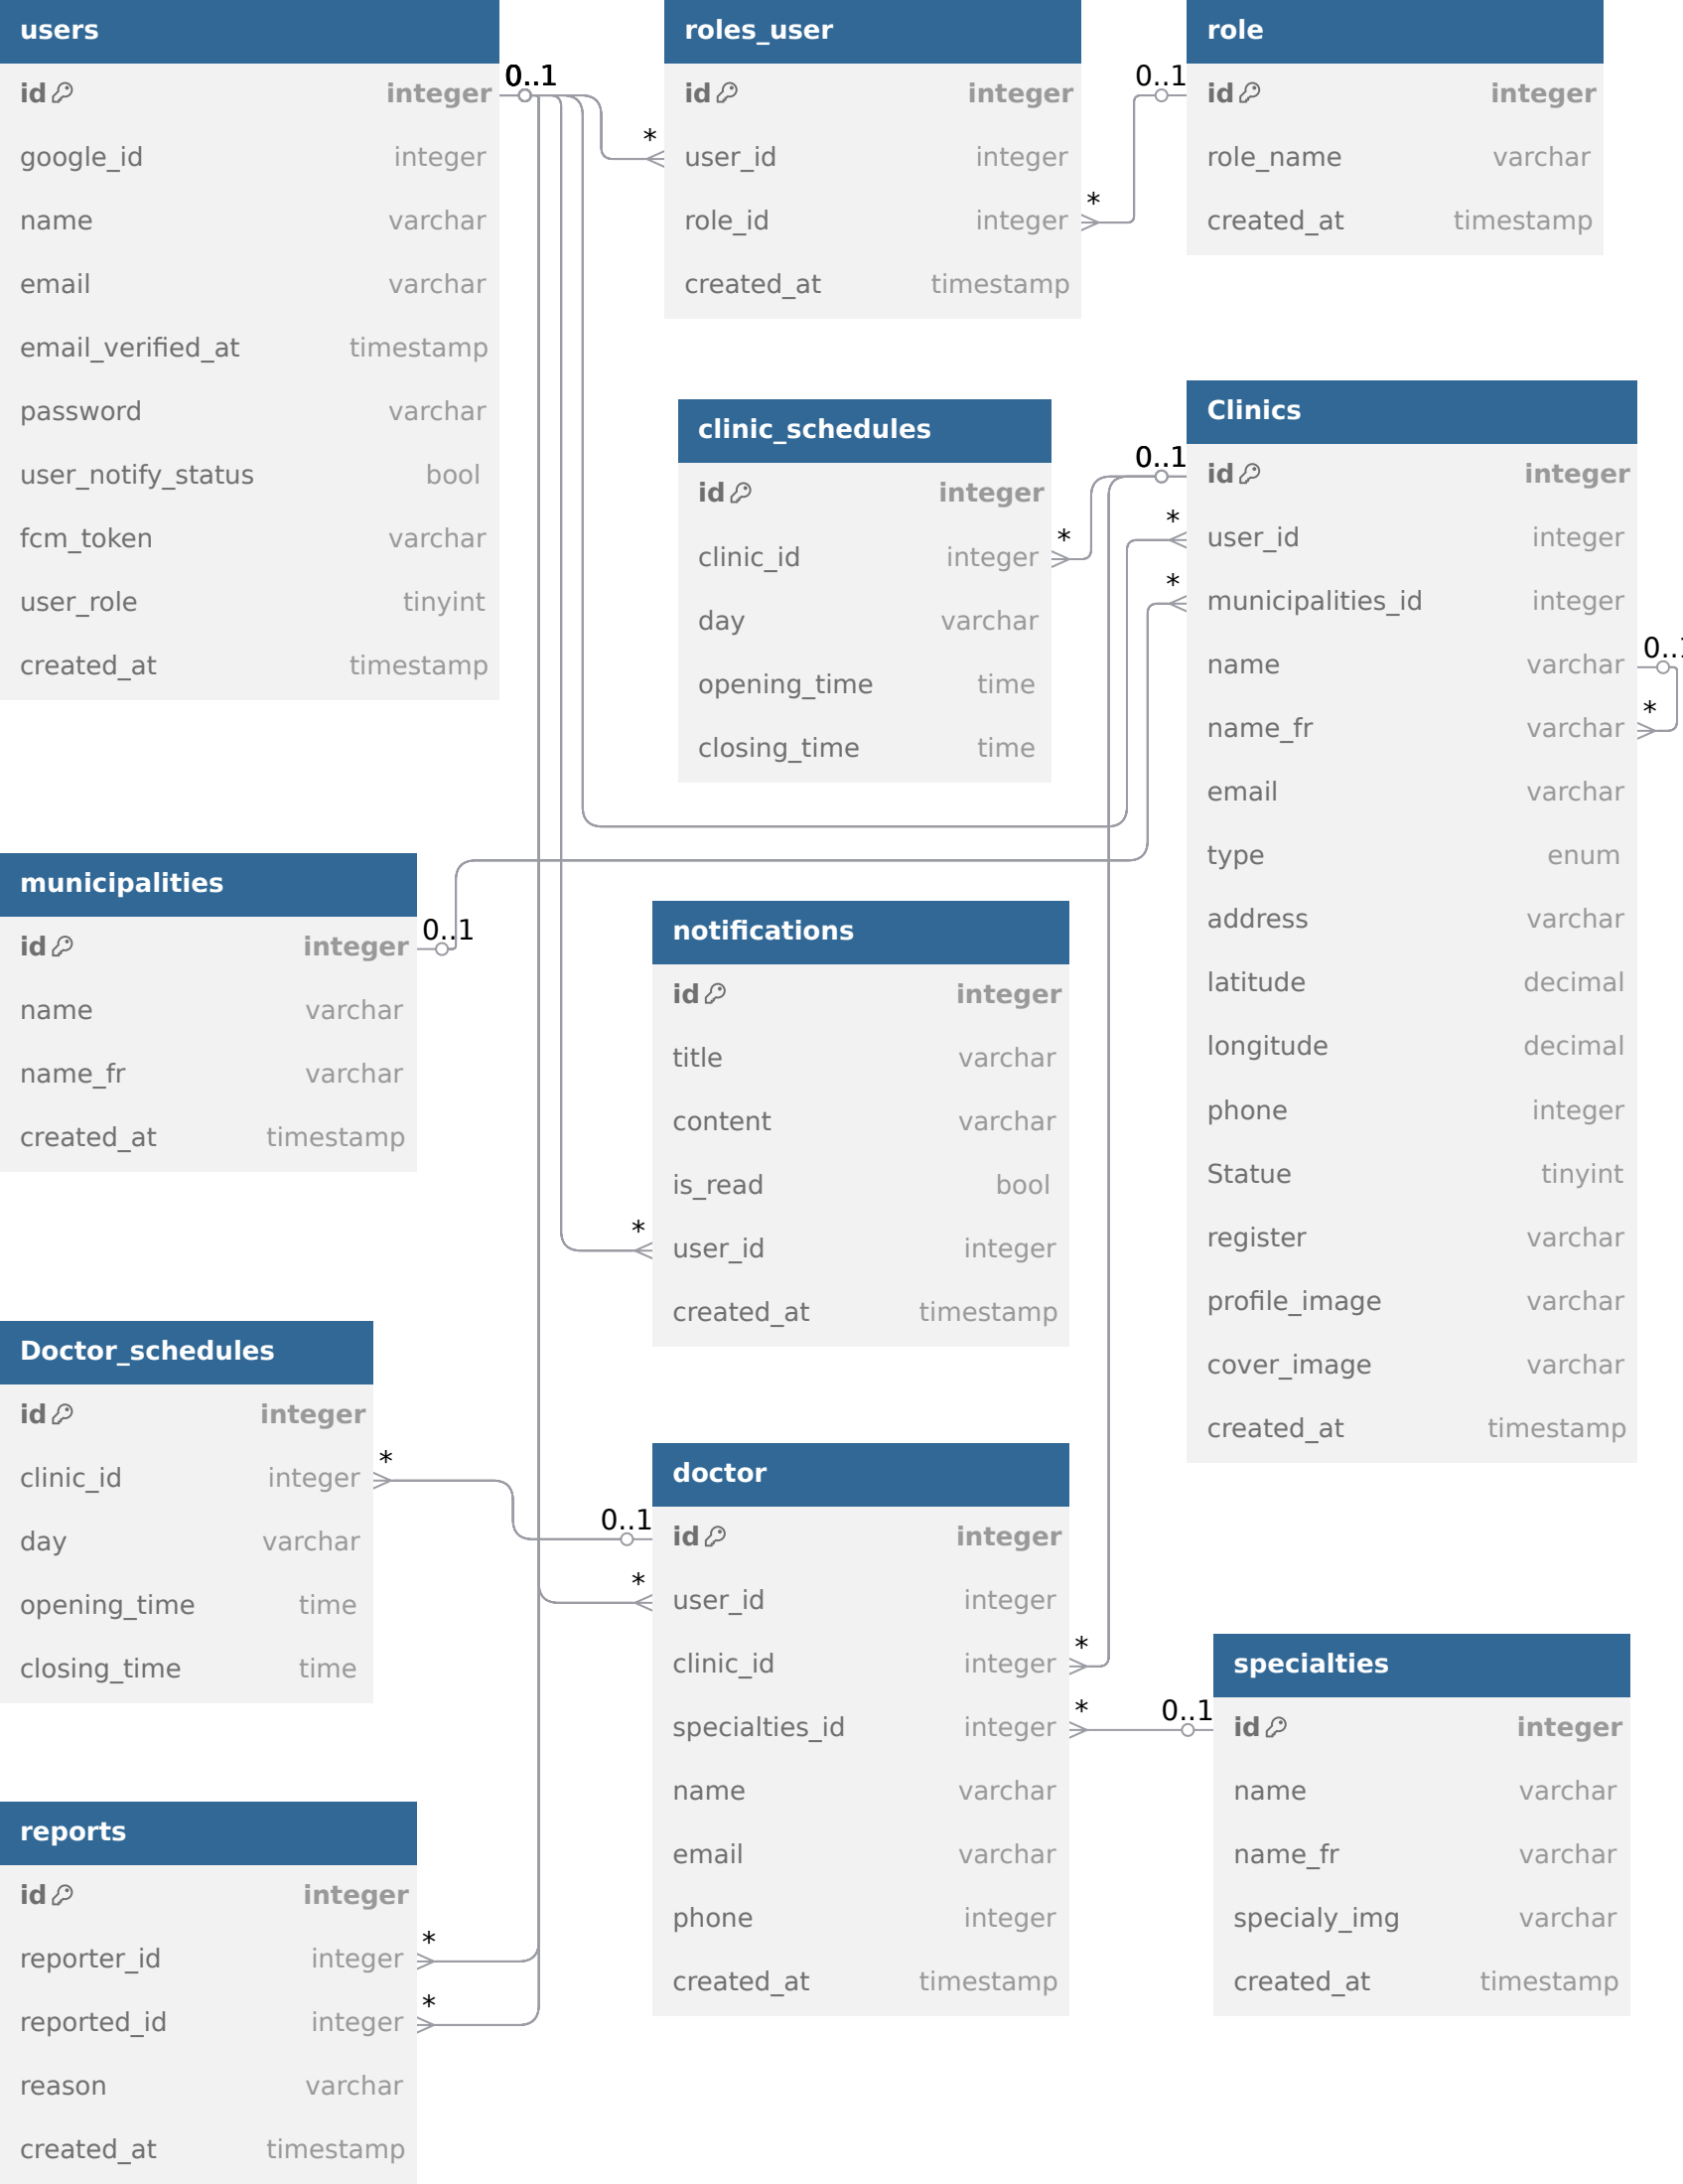 users
id integer
google_id integer
name varchar
email varchar
email_verified_at timestamp
password varchar
user_notify_status bool
fcm_token varchar
user_role tinyint
created_at timestamp
0..1
roles_user
id integer
* user_id integer
role_id integer *
created_at timestamp
role
0..1 id integer
role_name varchar
created_at timestamp
clinic_schedules
id integer
clinic_id integer *
day varchar
opening_time time
closing_time time
Clinics
0..1 id integer
* user_id integer
* municipalities_id integer
name varchar 0..1
name_fr varchar *
email varchar
type enum
address varchar
latitude decimal
longitude decimal
phone integer
Statue tinyint
register varchar
profile_image varchar
cover_image varchar
created_at timestamp
municipalities
id integer 0..1
name varchar
name_fr varchar
created_at timestamp
notifications
id integer
title varchar
content varchar
is_read bool
* user_id integer
created_at timestamp
Doctor_schedules
id integer
clinic_id integer *
day varchar
opening_time time
closing_time time
doctor
0..1 id integer
* user_id integer
clinic_id integer *
specialties_id integer *
name varchar
email varchar
phone integer
created_at timestamp
specialties
0..1 id integer
name varchar
name_fr varchar
specialy_img varchar
created_at timestamp
reports
id integer
reporter_id integer *
reported_id integer *
reason varchar
created_at timestamp